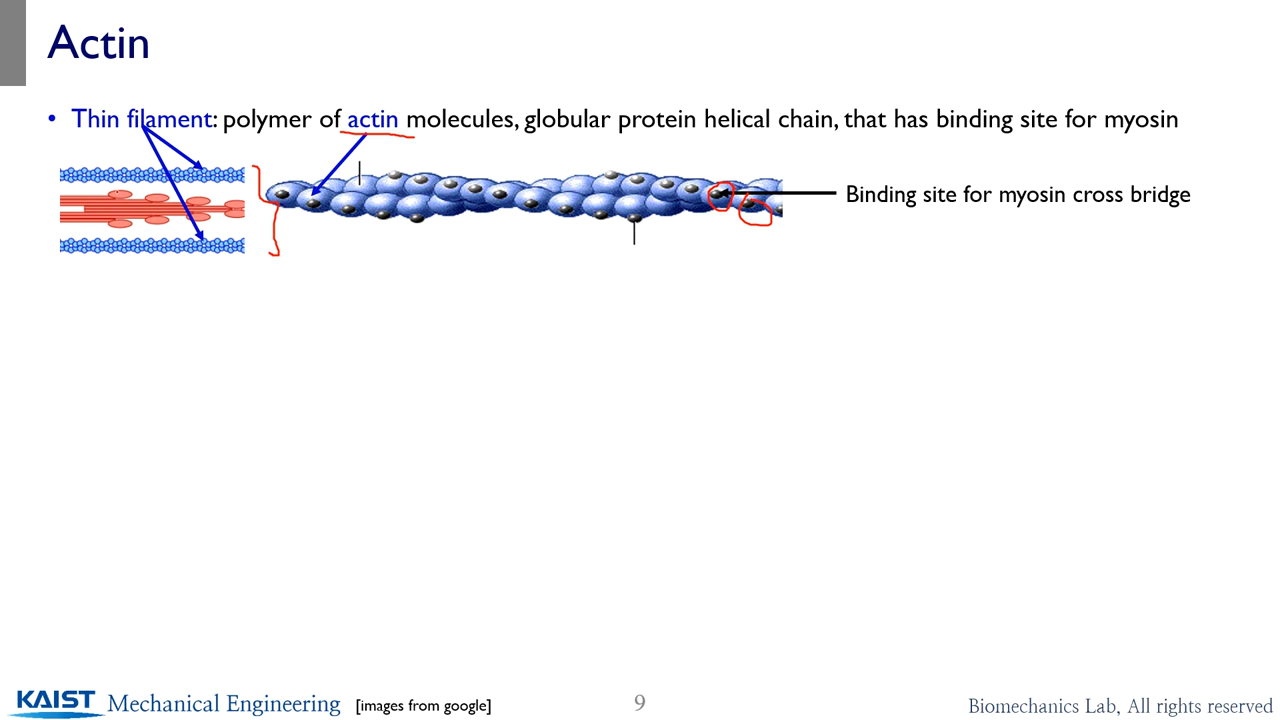 Actin
• Thin filament: polymer of actin molecules, globular protein helical chain, that has binding site for myosin
Binding site for myosin cross bridge
KAIST Mechanical Engineering [images from google]
9
Biomechanics Lab, All rights reserved